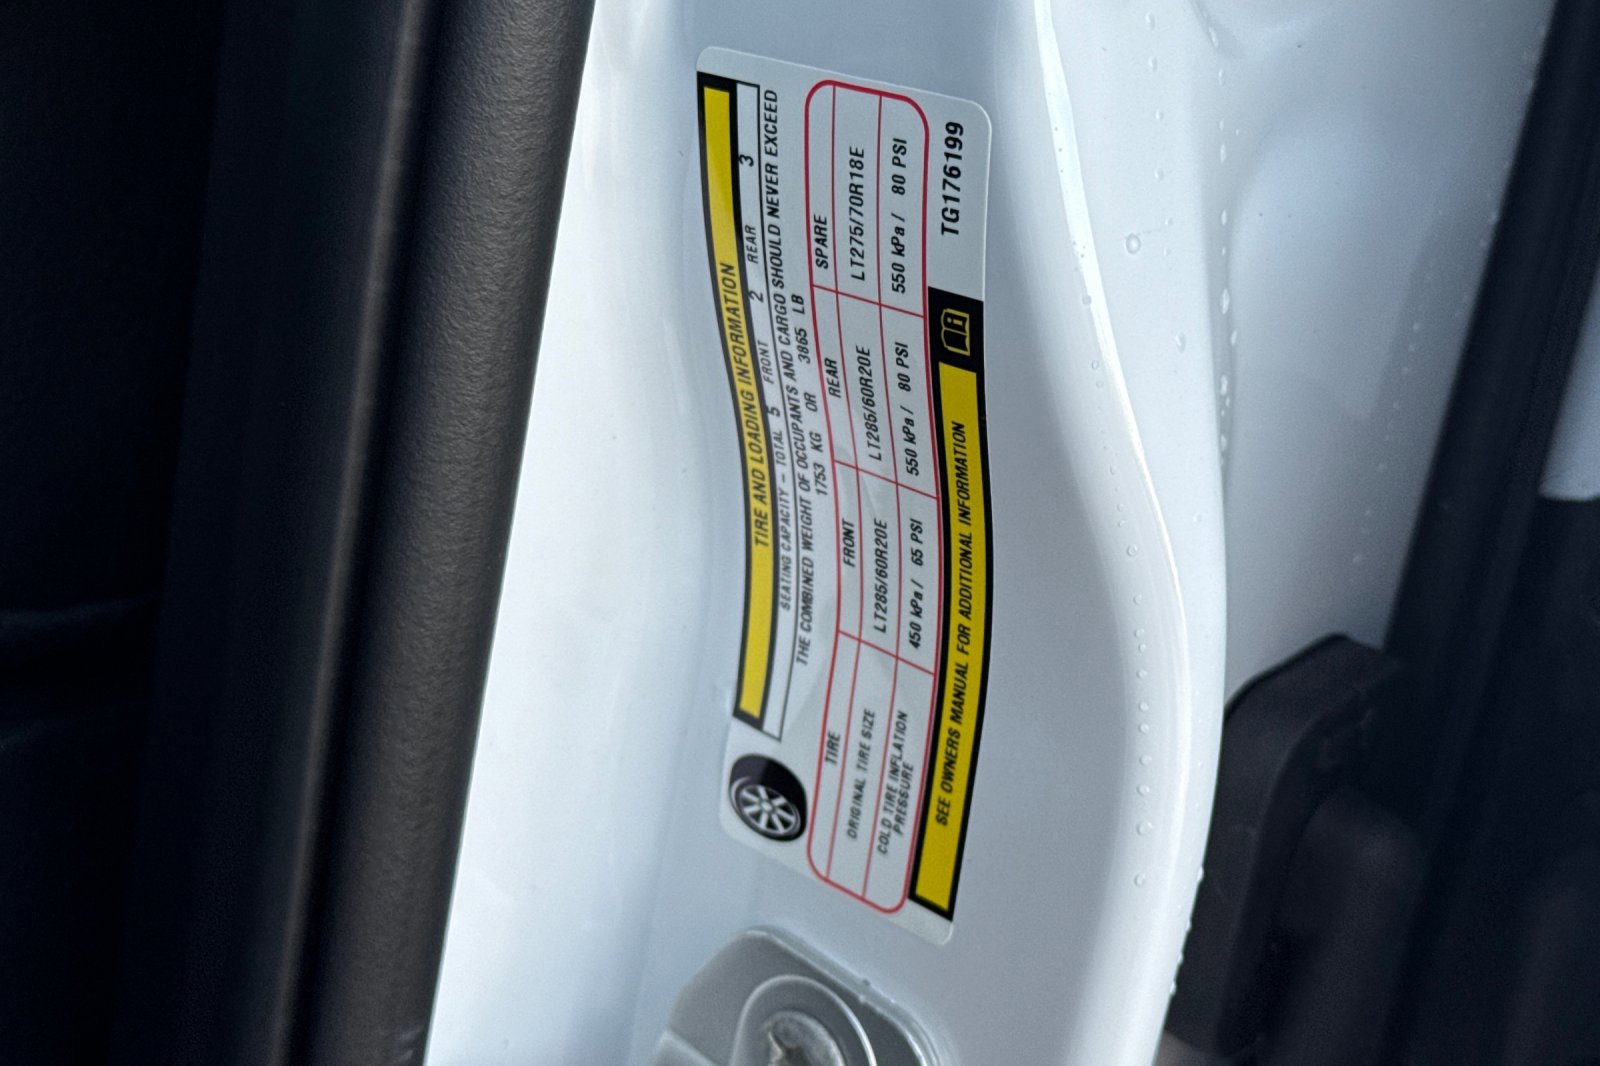 TIRE AND LOADING INFORMATION
SEATING CAPACITY - TOTAL 5 FRONT 2 REAR 3
THE COMBINED WEIGHT OF OCCUPANTS AND CARGO SHOULD NEVER EXCEED
1753 KG OR 3865 LB
TIRE FRONT REAR SPARE
ORIGINAL TIRE SIZE LT285/60R20E LT285/60R20E LT275/70R18E
COLD TIRE INFLATION PRESSURE 450 kPa / 65 PSI 550 kPa / 80 PSI 550 kPa / 80 PSI
SEE OWNERS MANUAL FOR ADDITIONAL INFORMATION
TG176199